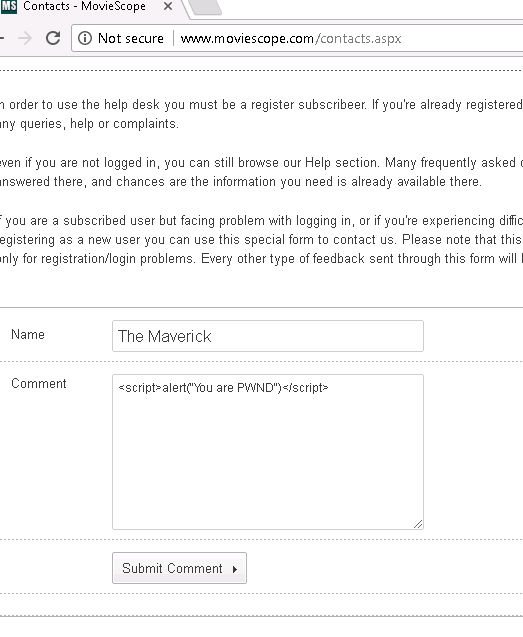 MS Contacts - MovieScope
Not secure www.moviescope.com/contacts.aspx
n order to use the help desk you must be a register subscribeer. If you're already registered
any queries, help or complaints.
even if you are not logged in, you can still browse our Help section. Many frequently asked
answered there, and chances are the information you need is already available there.
f you are a subscribed user but facing problem with logging in, or if you're experiencing diffic
registering as a new user you can use this special form to contact us. Please note that this
only for registration/login problems. Every other type of feedback sent through this form will
Name
The Maverick
Comment
<script>alert("You are PWND")</script>
Submit Comment